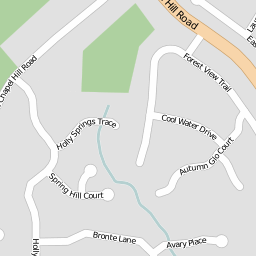 Hill Road
Chapel Hill Road
Forest View Trail
Cool Water Drive
Holly Springs Trace
Autumn Glo Court
Spring Hill Court
Bronte Lane
Avary Place
Holly